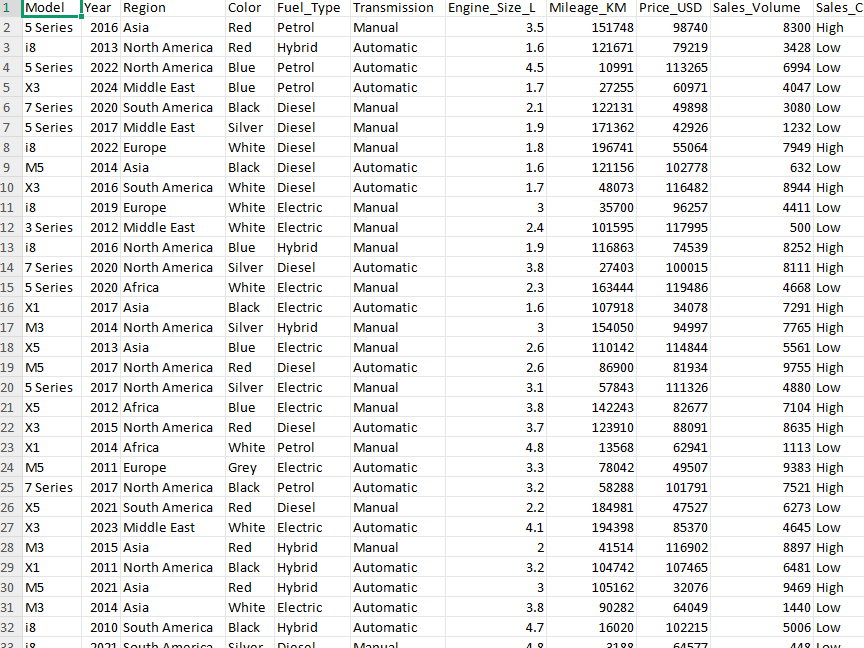 1 Model Year Region Color Fuel_Type Transmission Engine_Size_L Mileage_KM Price_USD Sales_Volume Sales_C
2 5 Series 2016 Asia Red Petrol Manual 3.5 151748 98740 8300 High
3 i8 2013 North America Red Hybrid Automatic 1.6 121671 79219 3428 Low
4 5 Series 2022 North America Blue Petrol Automatic 4.5 10991 113265 6994 Low
5 X3 2024 Middle East Blue Petrol Automatic 1.7 27255 60971 4047 Low
6 7 Series 2020 South America Black Diesel Manual 2.1 122131 49898 3080 Low
7 5 Series 2017 Middle East Silver Diesel Manual 1.9 171362 42926 1232 Low
8 i8 2022 Europe White Diesel Manual 1.8 196741 55064 7949 High
9 M5 2014 Asia Black Diesel Automatic 1.6 121156 102778 632 Low
10 X3 2016 South America White Diesel Automatic 1.7 48073 116482 8944 High
11 i8 2019 Europe White Electric Manual 3 35700 96257 4411 Low
12 3 Series 2012 Middle East White Electric Manual 2.4 101595 117995 500 Low
13 i8 2016 North America Blue Hybrid Manual 1.9 116863 74539 8252 High
14 7 Series 2020 North America Silver Diesel Automatic 3.8 27403 100015 8111 High
15 5 Series 2020 Africa White Electric Manual 2.3 163444 119486 4668 Low
16 X1 2017 Asia Black Electric Automatic 1.6 107918 34078 7291 High
17 M3 2014 North America Silver Hybrid Manual 3 154050 94997 7765 High
18 X5 2013 Asia Blue Electric Manual 2.6 110142 114844 5561 Low
19 M5 2017 North America Red Diesel Automatic 2.6 86900 81934 9755 High
20 5 Series 2017 North America Silver Electric Manual 3.1 57843 111326 4880 Low
21 X5 2012 Africa Blue Electric Manual 3.8 142243 82677 7104 High
22 X3 2015 North America Red Diesel Automatic 3.7 123910 88091 8635 High
23 X1 2014 Africa White Petrol Manual 4.8 13568 62941 1113 Low
24 M5 2011 Europe Grey Electric Automatic 3.3 78042 49507 9383 High
25 7 Series 2017 North America Black Petrol Automatic 3.2 58288 101791 7521 High
26 X5 2021 South America Red Diesel Manual 2.2 184981 47527 6273 Low
27 X3 2023 Middle East White Electric Automatic 4.1 194398 85370 4645 Low
28 M3 2015 Asia Red Hybrid Manual 2 41514 116902 8897 High
29 X1 2011 North America Black Hybrid Automatic 3.2 104742 107465 6481 Low
30 M5 2021 Asia Red Hybrid Automatic 3 105162 32076 9469 High
31 M3 2014 Asia White Electric Automatic 3.8 90282 64049 1440 Low
32 i8 2010 South America Black Hybrid Automatic 4.7 16020 102215 5006 Low
33 i8 2021 South America Silver Diesel Manual 4.8 3188 64577 448 Low